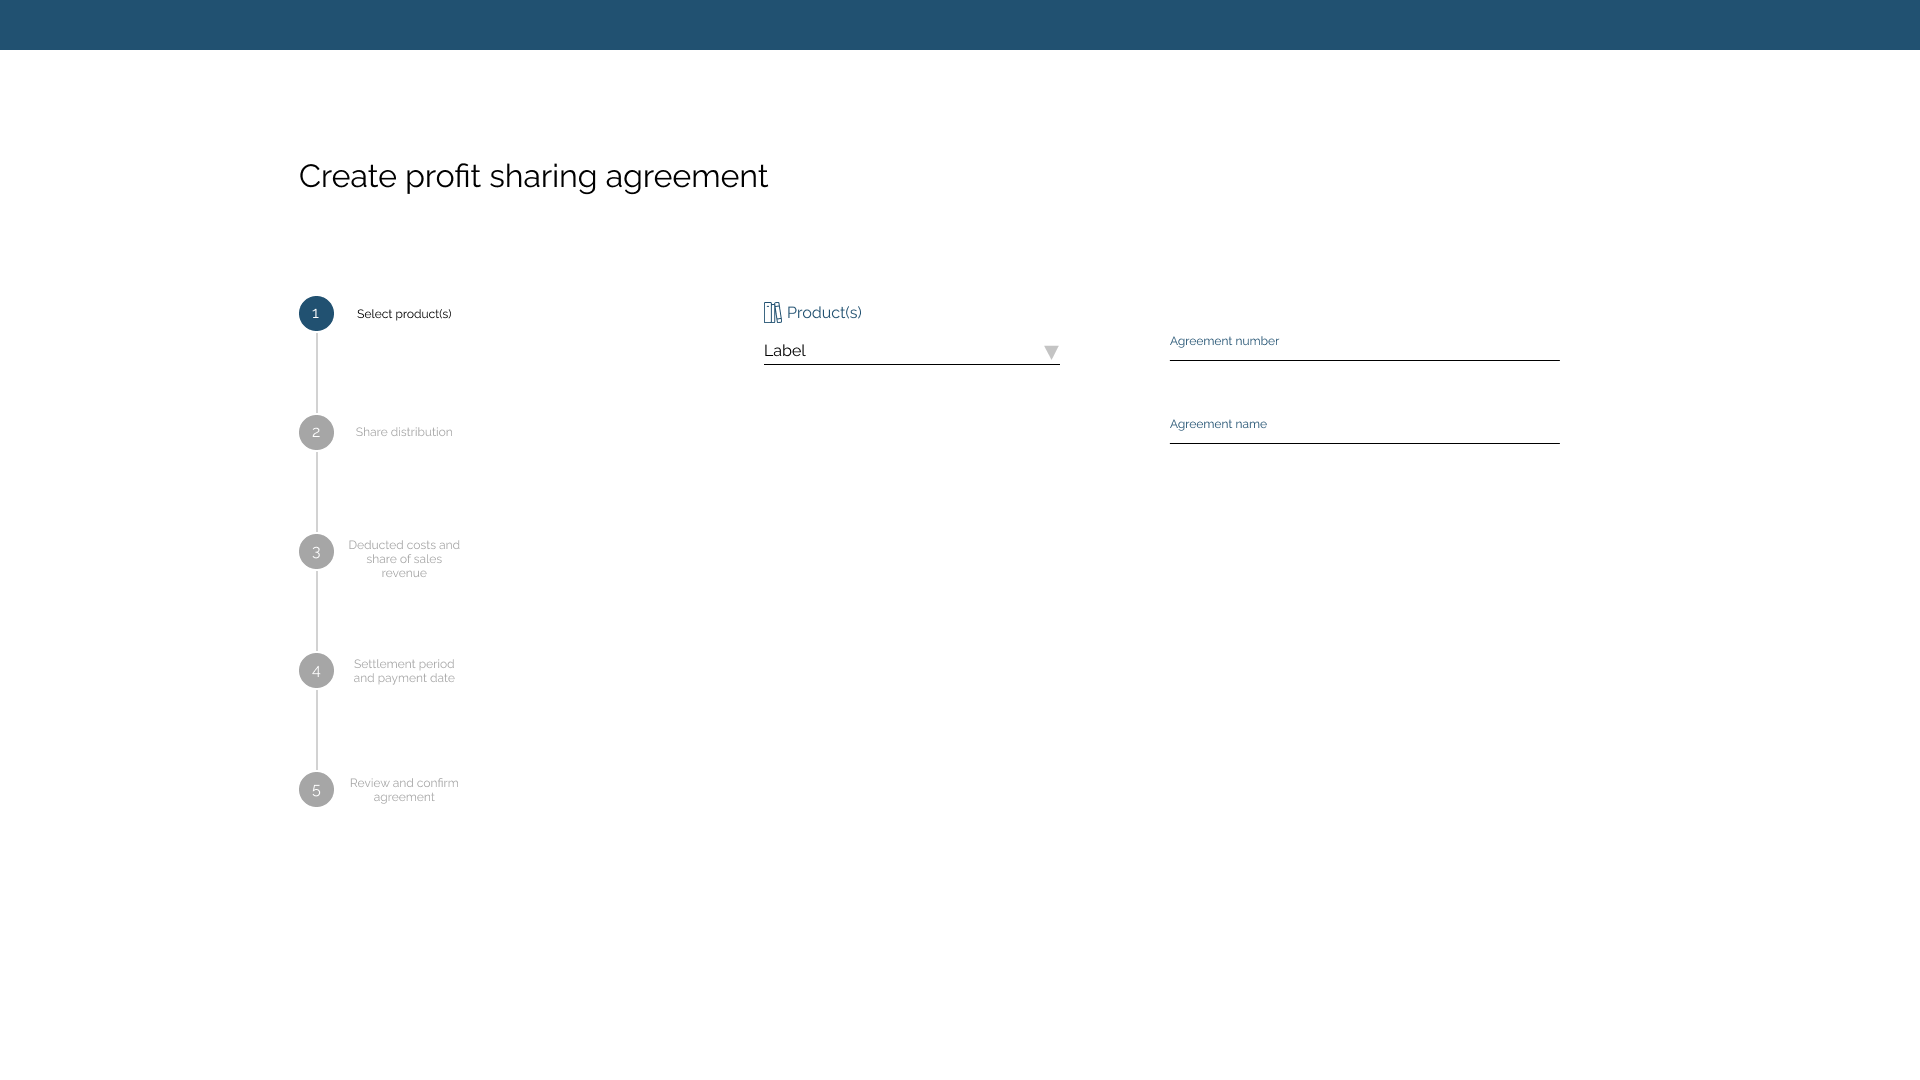 Create profit sharing agreement
1
Select product(s)
2
Share distribution
3
Deducted costs and
share of sales
revenue
4
Settlement period
and payment date
5
Review and confirm
agreement
Product(s)
Label
Agreement number
Agreement name